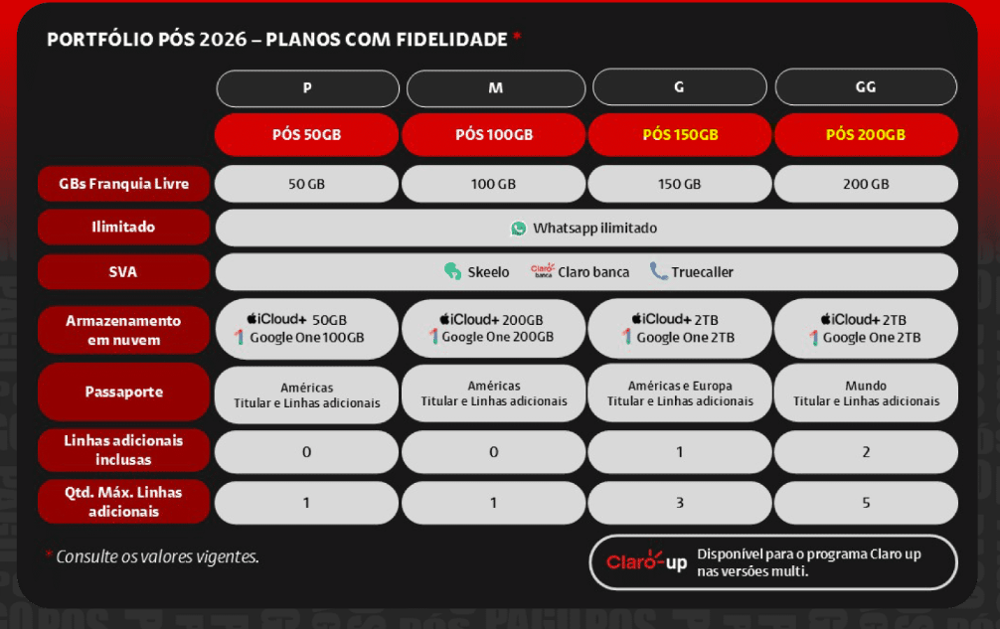 PORTFÓLIO PÓS 2026 – PLANOS COM FIDELIDADE *
P M G GG
PÓS 50GB PÓS 100GB PÓS 150GB PÓS 200GB
GBs Franquia Livre 50 GB 100 GB 150 GB 200 GB
Ilimitado Whatsapp ilimitado
SVA Skeelo Claro banca Claro banca Truecaller
Armazenamento em nuvem
iCloud+ 50GB
1 Google One 100GB
iCloud+ 200GB
1 Google One 200GB
iCloud+ 2TB
1 Google One 2TB
iCloud+ 2TB
1 Google One 2TB
Passaporte
Américas
Titular e Linhas adicionais
Américas
Titular e Linhas adicionais
Américas e Europa
Titular e Linhas adicionais
Mundo
Titular e Linhas adicionais
Linhas adicionais
inclusas
0 0 1 2
Qtd. Máx. Linhas
adicionais
1 1 3 5
* Consulte os valores vigentes.
Claro up
Disponível para o programa Claro up
nas versões multi.